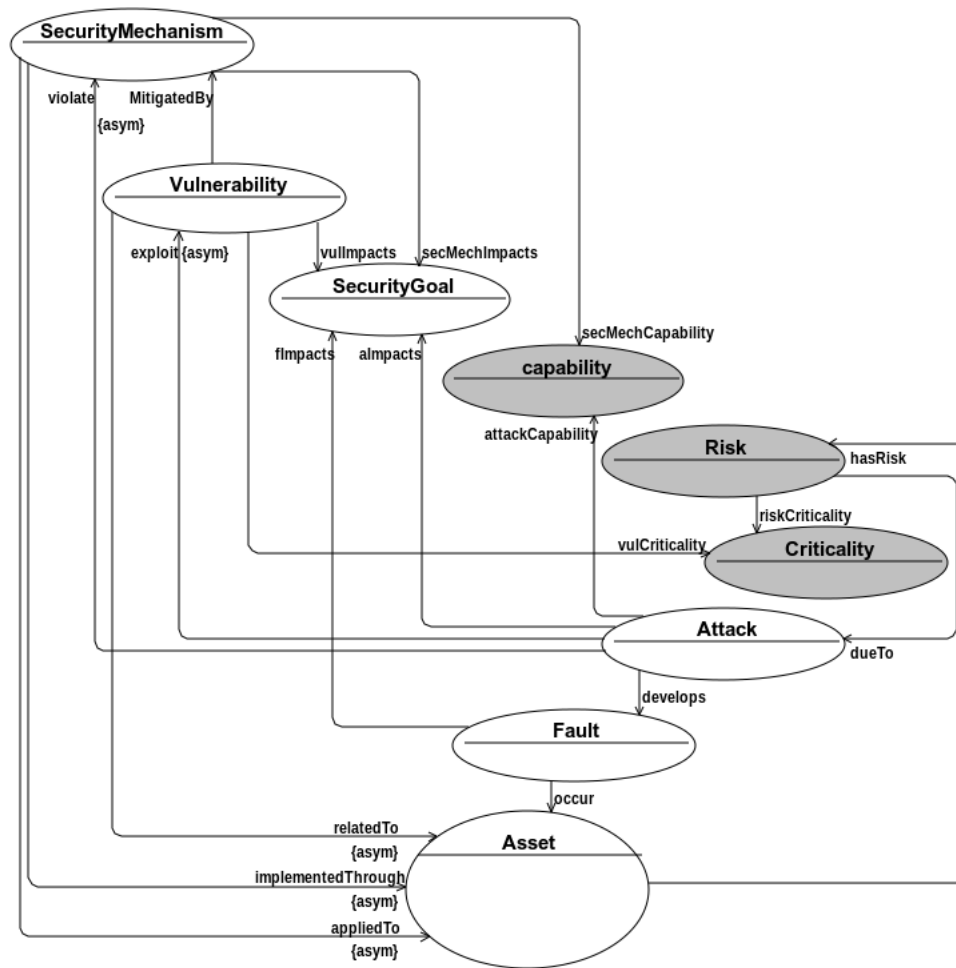 SecurityMechanism
violate
MitigatedBy
{asym}
Vulnerability
exploit {asym}
vulImpacts
secMechImpacts
SecurityGoal
fImpacts
aImpacts
secMechCapability
capability
attackCapability
Risk
hasRisk
riskCriticality
vulCriticality
Criticality
Attack
dueTo
develops
Fault
occur
relatedTo
{asym}
Asset
implementedThrough
{asym}
appliedTo
{asym}